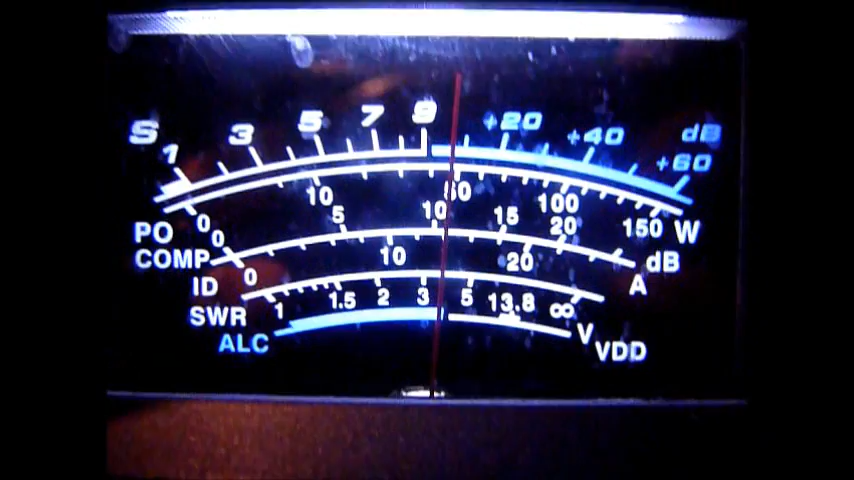 S 1 3 5 7 9 +20 +40 +60 dB
PO 0 10 50 100 150 W
COMP 0 5 10 15 20 dB
ID 0 10 20 A
SWR 1 1.5 2 3 5 ∞
ALC 13.8 V VDD